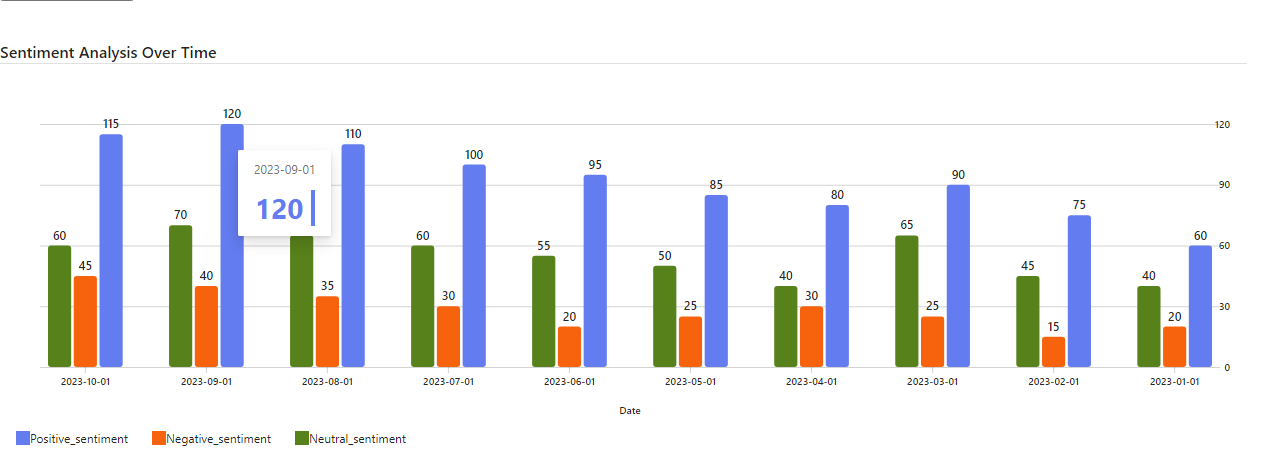 Sentiment Analysis Over Time
115 120 110 100 95 85 80 90 75 60
60 70 60 55 50 40 65 45 40
45 40 35 30 20 25 30 25 15 20
2023-09-01
120
120
90
60
30
0
2023-10-01 2023-09-01 2023-08-01 2023-07-01 2023-06-01 2023-05-01 2023-04-01 2023-03-01 2023-02-01 2023-01-01
Date
Positive_sentiment Negative_sentiment Neutral_sentiment